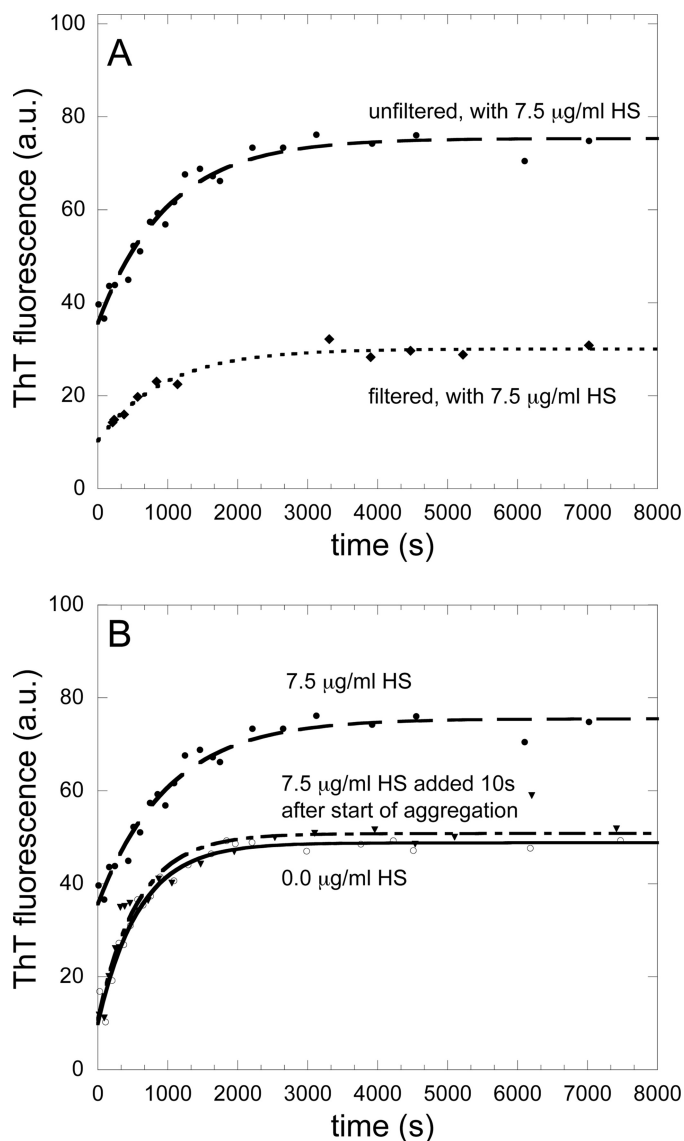 A
100
80
60
40
20
0
ThT fluorescence (a.u.)
unfiltered, with 7.5 μg/ml HS
filtered, with 7.5 μg/ml HS
0 1000 2000 3000 4000 5000 6000 7000 8000
time (s)
B
100
80
60
40
20
0
ThT fluorescence (a.u.)
7.5 μg/ml HS
7.5 μg/ml HS added 10s
after start of aggregation
0.0 μg/ml HS
0 1000 2000 3000 4000 5000 6000 7000 8000
time (s)